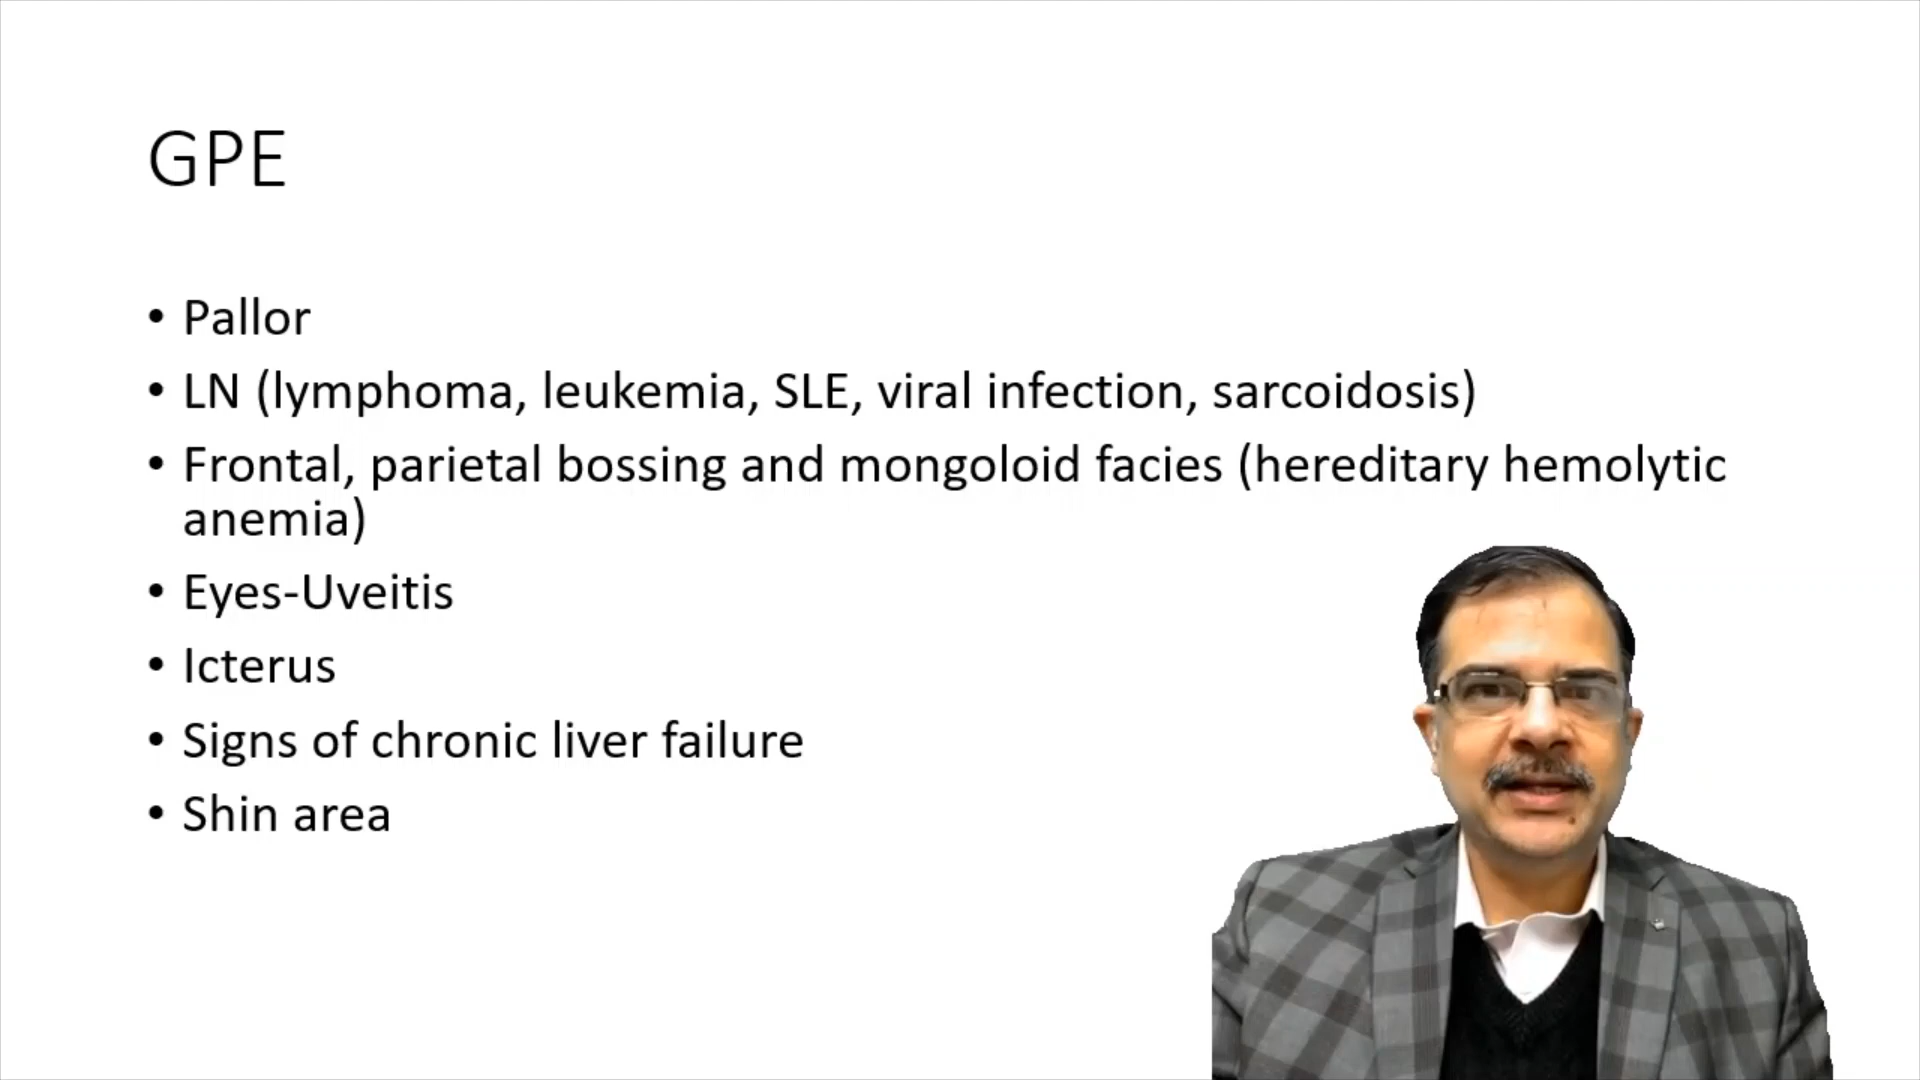 GPE
• Pallor
• LN (lymphoma, leukemia, SLE, viral infection, sarcoidosis)
• Frontal, parietal bossing and mongoloid facies (hereditary hemolytic
anemia)
• Eyes-Uveitis
• Icterus
• Signs of chronic liver failure
• Shin area